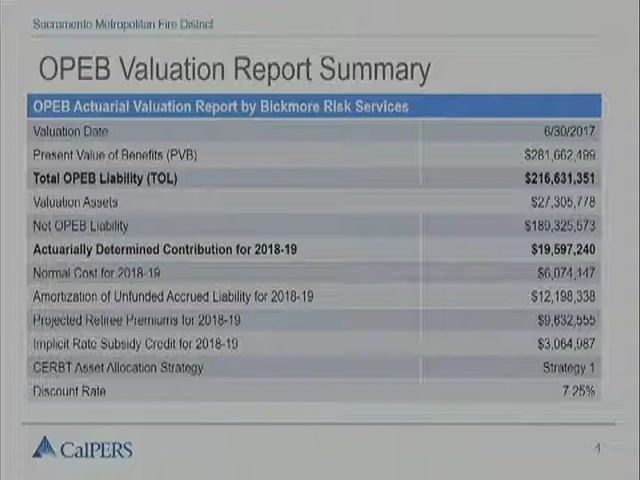 Sacramento Metropolitan Fire District
OPEB Valuation Report Summary
OPEB Actuarial Valuation Report by Bickmore Risk Services
Valuation Date 6/30/2017
Present Value of Benefits (PVB) $281,662,499
Total OPEB Liability (TOL) $216,631,351
Valuation Assets $27,305,778
Net OPEB Liability $189,325,573
Actuarially Determined Contribution for 2018-19 $19,597,240
Normal Cost for 2018-19 $6,074,147
Amortization of Unfunded Accrued Liability for 2018-19 $12,198,338
Projected Retiree Premiums for 2018-19 $9,632,555
Implicit Rate Subsidy Credit for 2018-19 $3,064,987
CERBT Asset Allocation Strategy Strategy 1
Discount Rate 7.25%
CalPERS 4